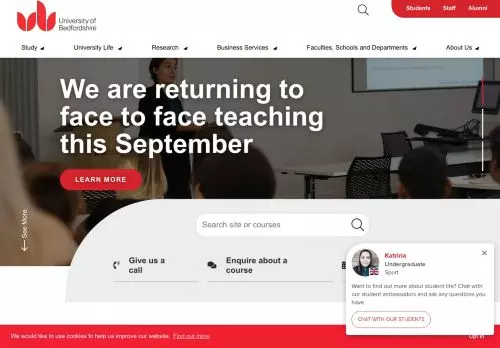 University of
Bedfordshire
Students Staff Alumni
Study University Life Research Business Services Faculties, Schools and Departments About Us
We are returning to
face to face teaching
this September
LEARN MORE
See More
Search site or courses
Give us a
call
Enquire about a
course
Katrina
Undergraduate
Sport
Want to find out more about student life? Chat with
our student ambassadors and ask any questions you
have
CHAT WITH OUR STUDENTS
We would like to use cookies to help us improve our website. Find out more
Opt in